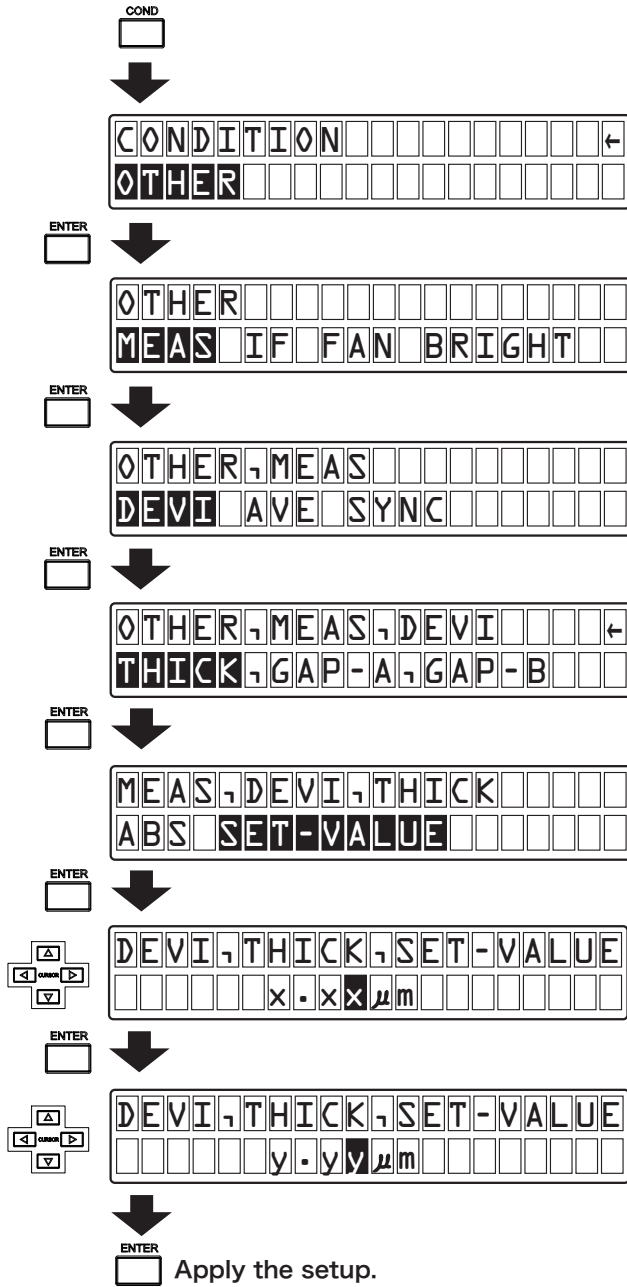 COND
CONDITION ←
OTHER
ENTER
OTHER
MEAS IF FAN BRIGHT
ENTER
OTHER,MEAS
DEVI AVE SYNC
ENTER
OTHER,MEAS,DEVI ←
THICK,GAP-A,GAP-B
ENTER
MEAS,DEVI,THICK
ABS SET-VALUE
ENTER
DEVI,THICK,SET-VALUE
CURSOR
x.xxμm
ENTER
DEVI,THICK,SET-VALUE
CURSOR
y.yyμm
ENTER
Apply the setup.